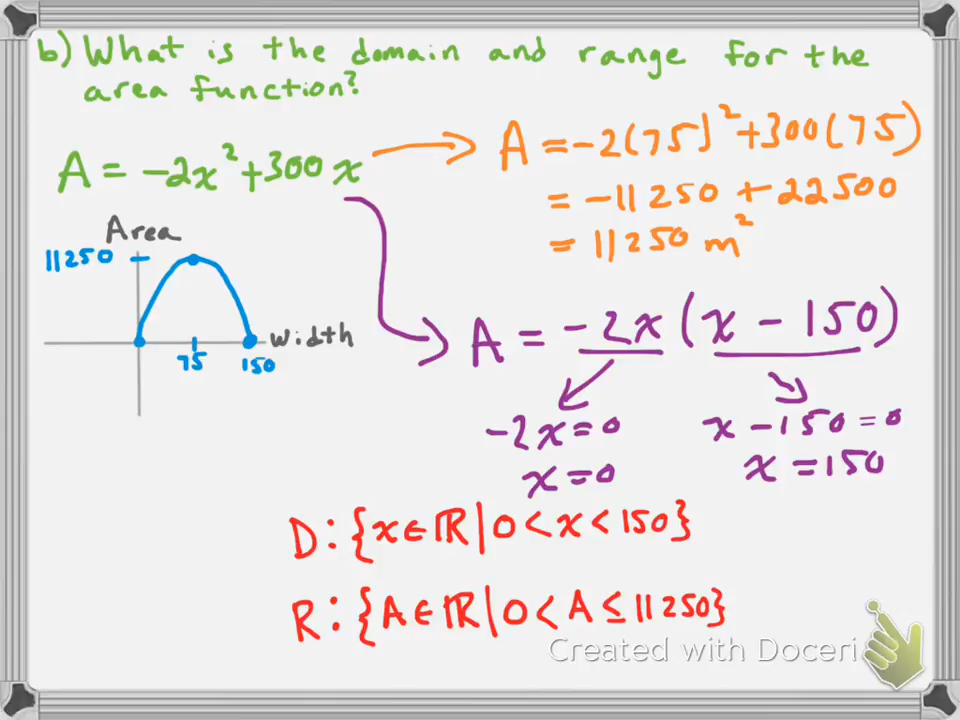 b) What is the domain and range for the
area function?
A = -2x² + 300x
A = -2(75)² + 300(75)
= -11250 + 22500
= 11250 m²
Area
11250
width
75
150
A = -2x(x - 150)
-2x = 0
x = 0
x - 150 = 0
x = 150
D: {x ∈ ℝ | 0 < x < 150}
R: {A ∈ ℝ | 0 < A ≤ 11250}
Created with Doceri